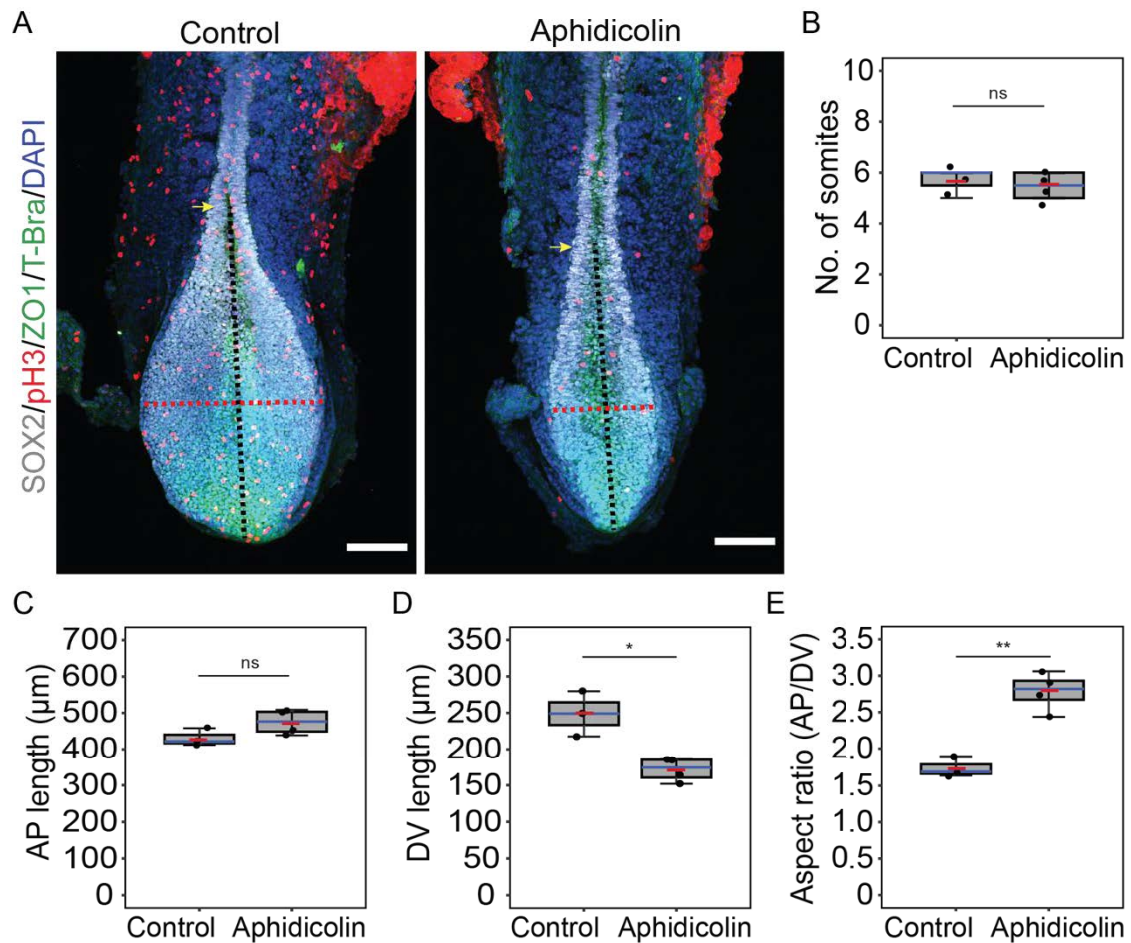 A
Control
Aphidicolin
SOX2/pH3/ZO1/T-Bra/DAPI
B
No. of somites
10
8
6
4
2
0
ns
Control
Aphidicolin
C
AP length (µm)
700
600
500
400
300
200
100
0
ns
Control
Aphidicolin
D
DV length (µm)
350
300
250
200
150
100
50
0
*
Control
Aphidicolin
E
Aspect ratio (AP/DV)
3.5
3.0
2.5
2.0
1.5
1.0
0.5
0.0
**
Control
Aphidicolin